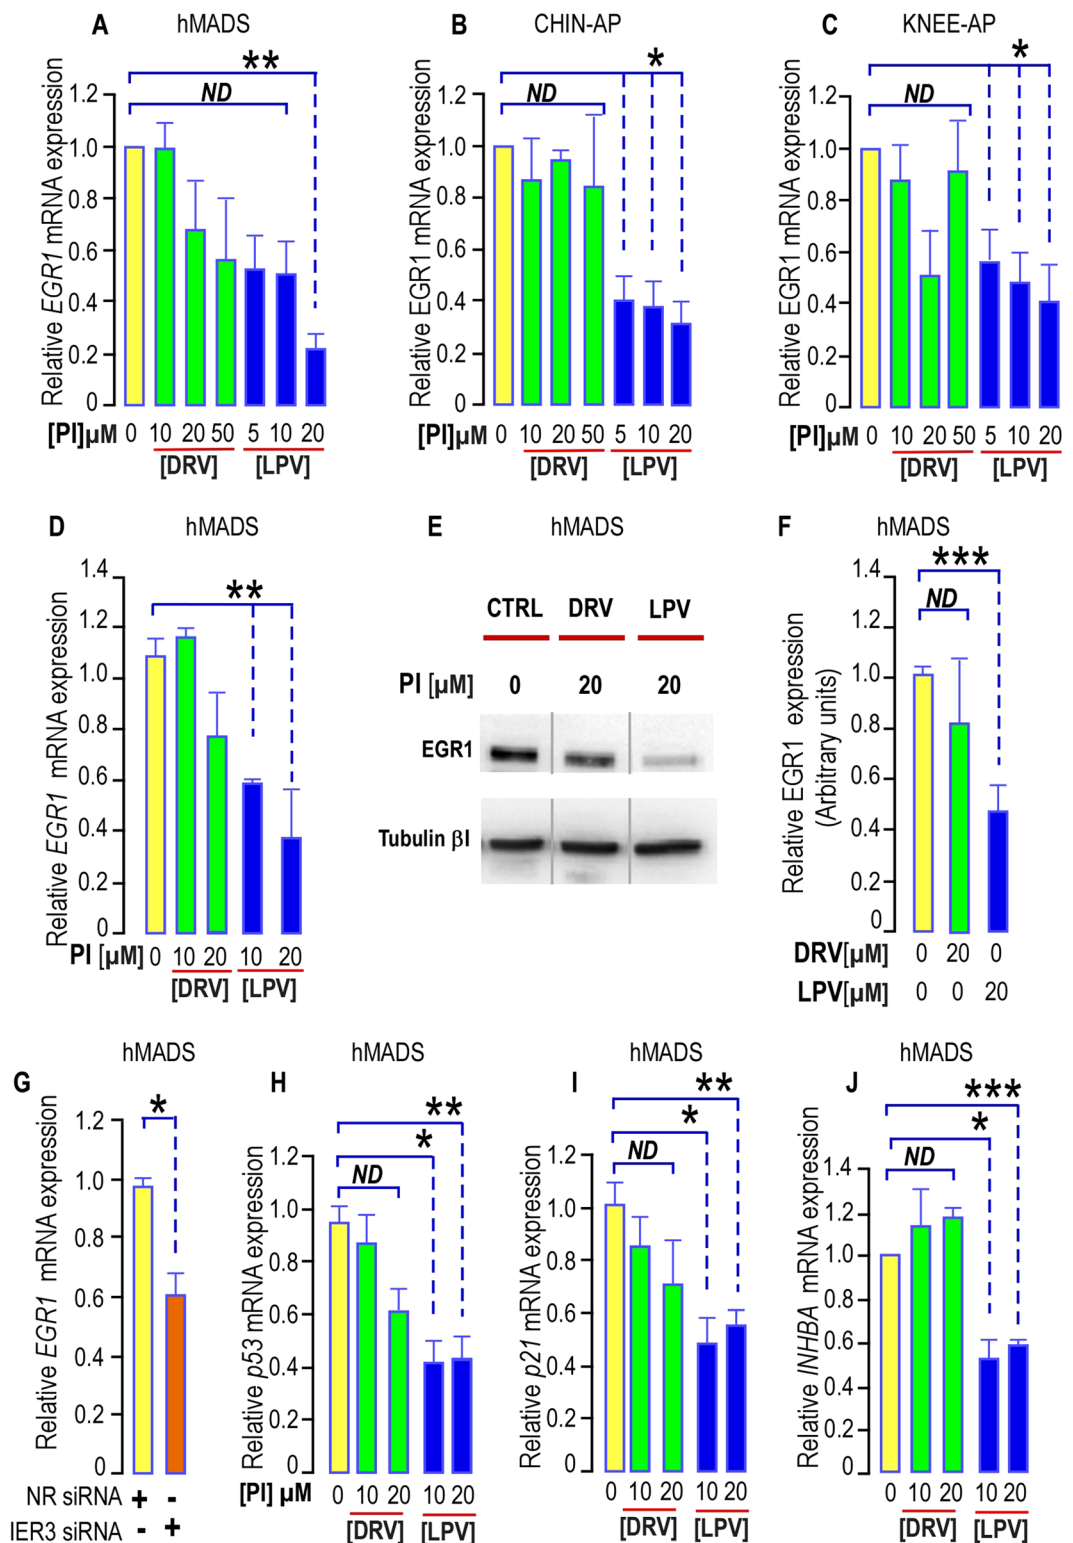 A hMADS
**
ND
Relative EGR1 mRNA expression
1.2
1.0
0.8
0.6
0.4
0.2
0
[PI]µM 0 10 20 50 5 10 20
[DRV] [LPV]
B CHIN-AP
*
ND
Relative EGR1 mRNA expression
1.2
1.0
0.8
0.6
0.4
0.2
0
[PI]µM 0 10 20 50 5 10 20
[DRV] [LPV]
C KNEE-AP
*
ND
Relative EGR1 mRNA expression
1.2
1.0
0.8
0.6
0.4
0.2
0
[PI]µM 0 10 20 50 5 10 20
[DRV] [LPV]
D hMADS
**
Relative EGR1 mRNA expression
1.4
1.2
1.0
0.8
0.6
0.4
0.2
0
PI [µM] 0 10 20 10 20
[DRV] [LPV]
E hMADS
CTRL DRV LPV
PI [µM] 0 20 20
EGR1
Tubulin βI
F hMADS
***
ND
Relative EGR1 expression
(Arbitrary units)
1.4
1.2
1.0
0.8
0.6
0.4
0.2
0
DRV[µM] 0 20 0
LPV[µM] 0 0 20
G hMADS
*
Relative EGR1 mRNA expression
1.2
1.0
0.8
0.6
0.4
0.2
0
NR siRNA + -
IER3 siRNA - +
H hMADS
**
*
ND
Relative p53 mRNA expression
1.2
1.0
0.8
0.6
0.4
0.2
0
[PI] µM 0 10 20 10 20
[DRV] [LPV]
I hMADS
**
*
ND
Relative p21 mRNA expression
1.2
1.0
0.8
0.6
0.4
0.2
0
0 10 20 10 20
[DRV] [LPV]
J hMADS
***
*
ND
Relative INHBA mRNA expression
1.4
1.2
1.0
0.8
0.6
0.4
0.2
0
0 10 20 10 20
[DRV] [LPV]